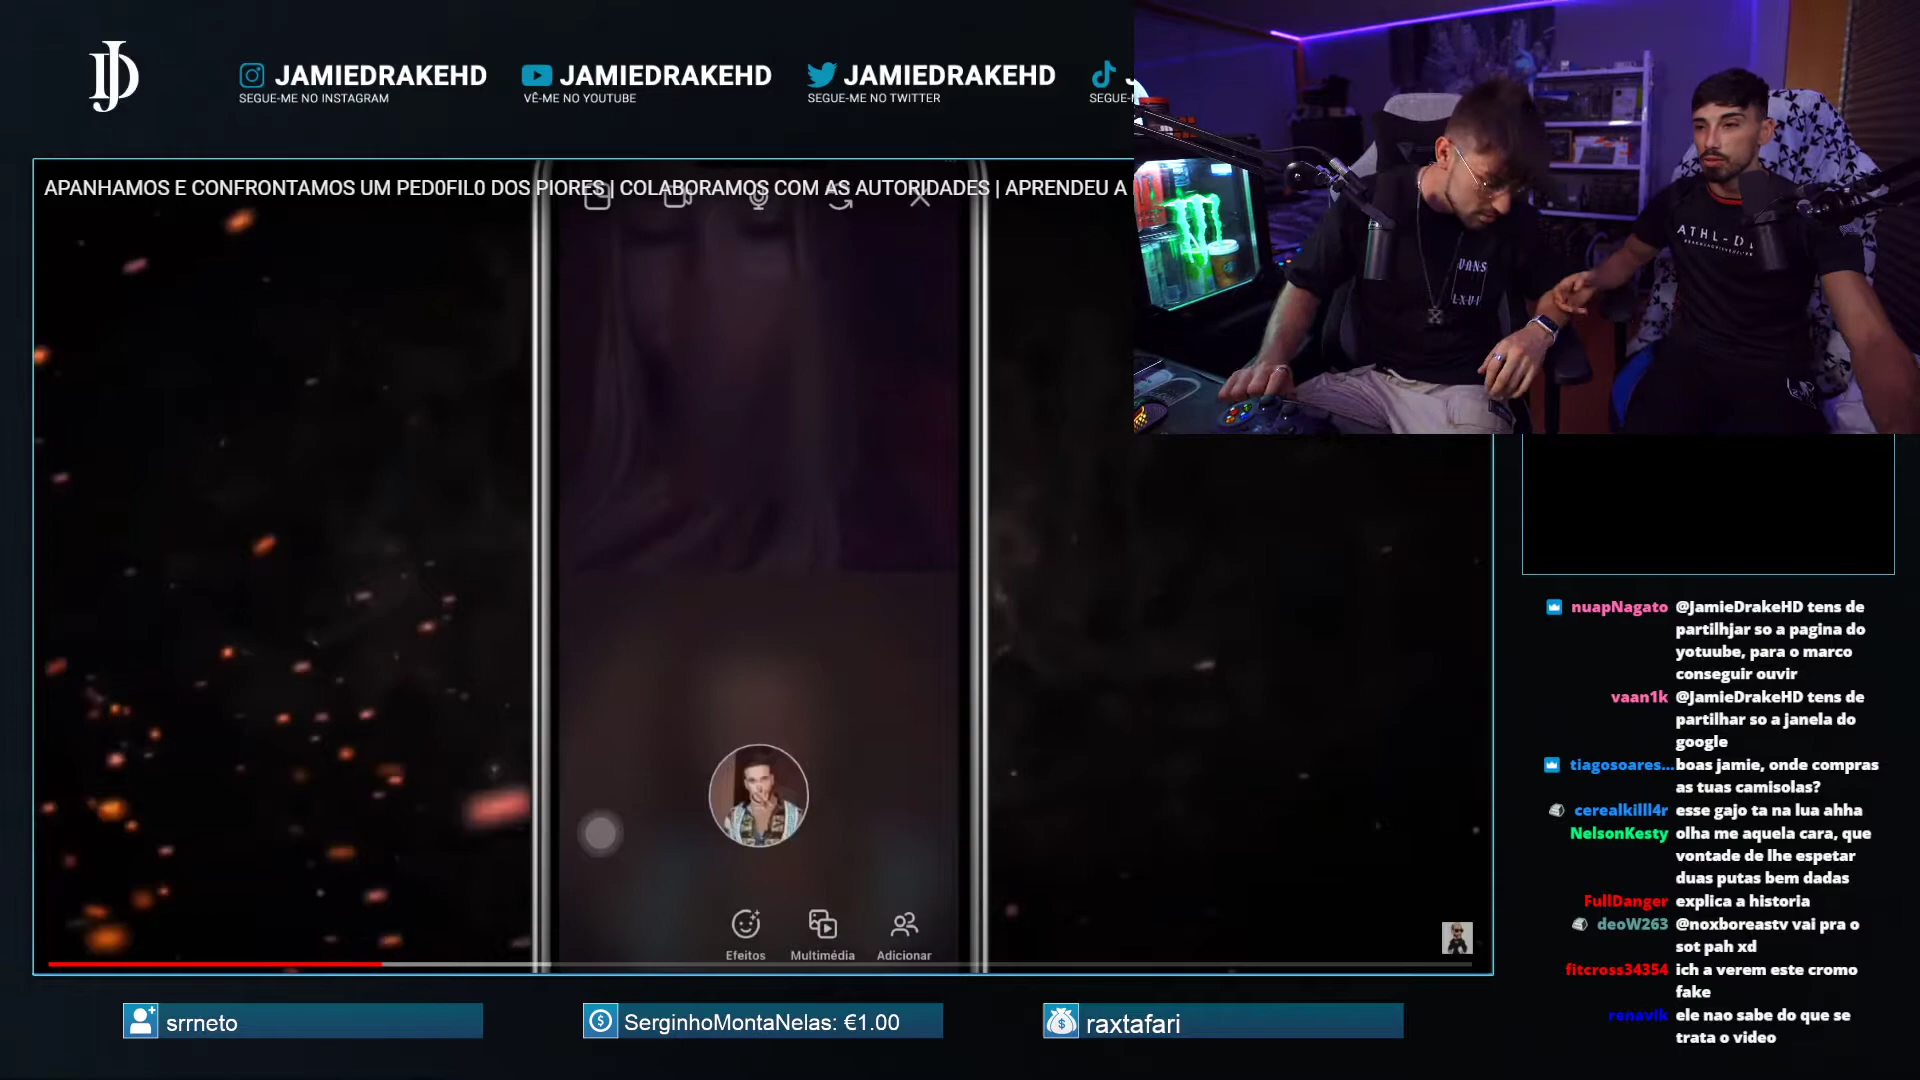 JD
JAMIEDRAKEHD
SEGUE-ME NO INSTAGRAM
JAMIEDRAKEHD
VÊ-ME NO YOUTUBE
JAMIEDRAKEHD
SEGUE-ME NO TWITTER
APANHAMOS E CONFRONTAMOS UM PED0FIL0 DOS PIORES | COLABORAMOS COM AS AUTORIDADES | APRENDEU A
VANS
LXVI
ATHL-D
Efeitos
Multimédia
Adicionar
nuapNagato @JamieDrakeHD tens de
partilhjar so a pagina do
yotuube, para o marco
conseguir ouvir
vaan1k @JamieDrakeHD tens de
partilhar so a janela do
google
tiagosoares... boas jamie, onde compras
as tuas camisolas?
cerealkilll4r esse gajo ta na lua ahha
NelsonKesty olha me aquela cara, que
vontade de lhe espetar
duas putas bem dadas
FullDanger explica a historia
deoW263 @noxboreastv vai pra o
sot pah xd
fitcross34354 ich a verem este cromo
fake
renavik ele nao sabe do que se
trata o video
srrneto
SerginhoMontaNelas: €1.00
raxtafari